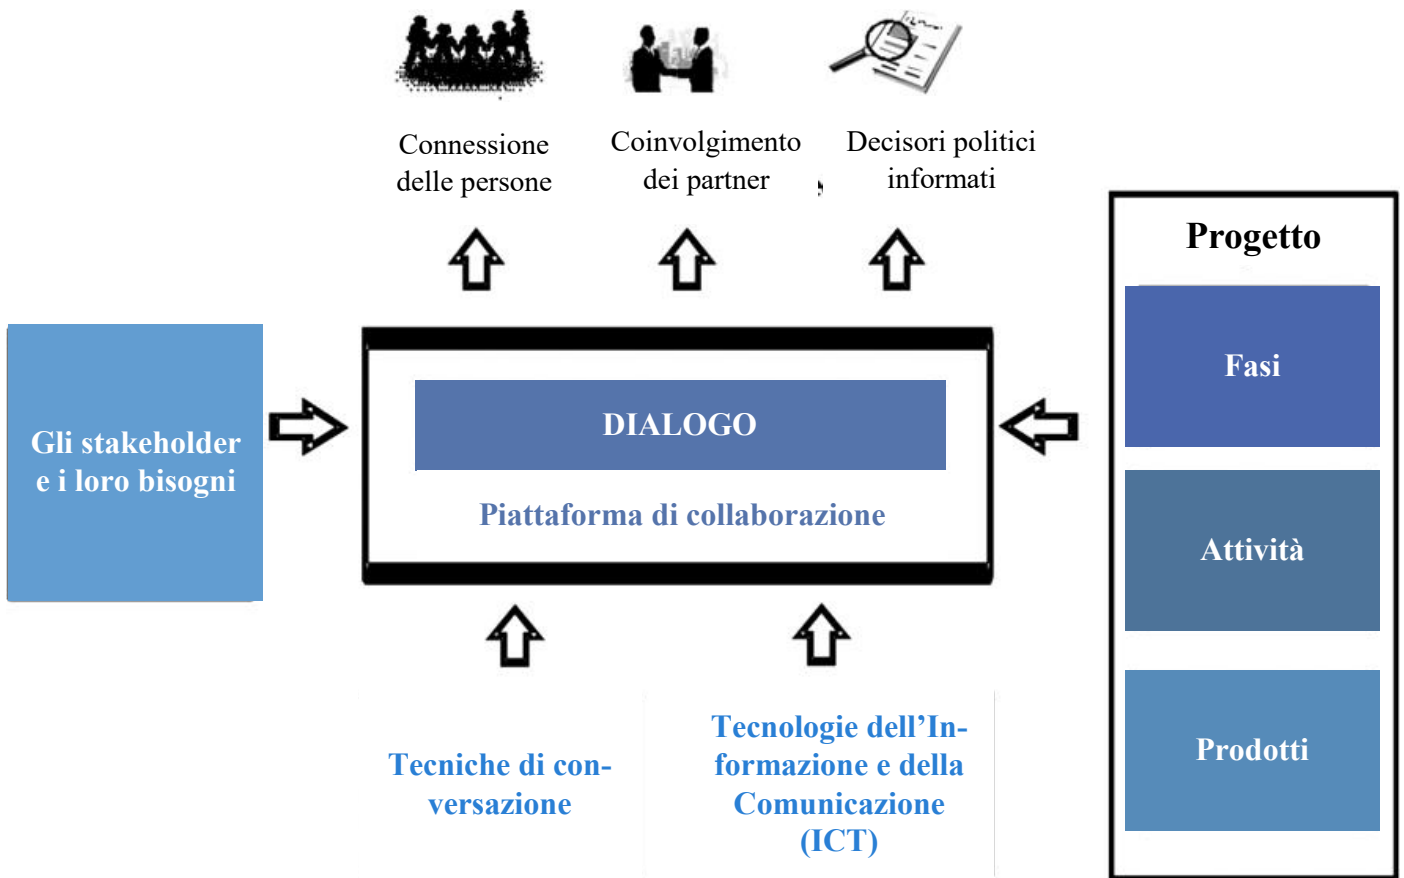 Connessione
delle persone
Coinvolgimento
dei partner
Decisori politici
informati
Progetto
Fasi
Attività
Prodotti
Gli stakeholder
e i loro bisogni
DIALOGO
Piattaforma di collaborazione
Tecniche di con-
versazione
Tecnologie dell’In-
formazione e della
Comunicazione
(ICT)